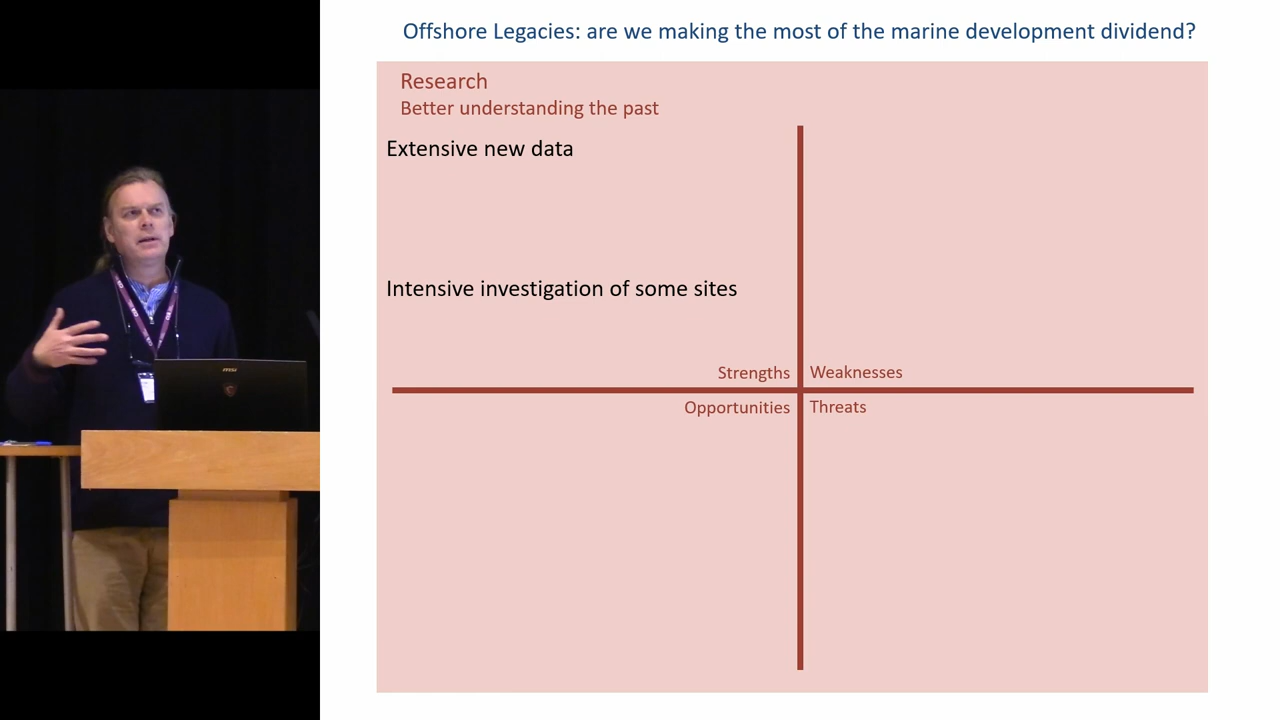 Offshore Legacies: are we making the most of the marine development dividend?
Research
Better understanding the past
Extensive new data
Intensive investigation of some sites
Strengths
Weaknesses
Opportunities
Threats
msi